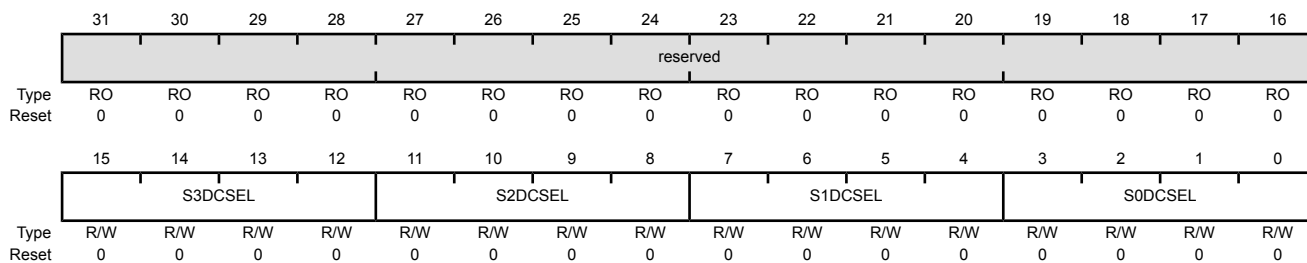 31 30 29 28 27 26 25 24 23 22 21 20 19 18 17 16
reserved
Type RO RO RO RO RO RO RO RO RO RO RO RO RO RO RO RO
Reset 0 0 0 0 0 0 0 0 0 0 0 0 0 0 0 0
15 14 13 12 11 10 9 8 7 6 5 4 3 2 1 0
S3DCSEL S2DCSEL S1DCSEL S0DCSEL
Type R/W R/W R/W R/W R/W R/W R/W R/W R/W R/W R/W R/W R/W R/W R/W R/W
Reset 0 0 0 0 0 0 0 0 0 0 0 0 0 0 0 0